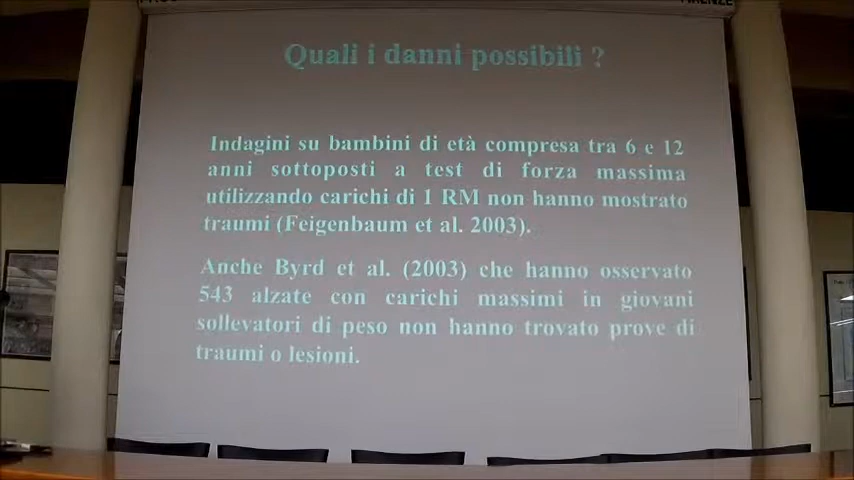 FIRENZE
Quali i danni possibili ?
Indagini su bambini di età compresa tra 6 e 12
anni sottoposti a test di forza massima
utilizzando carichi di 1 RM non hanno mostrato
traumi (Feigenbaum et al. 2003).
Anche Byrd et al. (2003) che hanno osservato
543 alzate con carichi massimi in giovani
sollevatori di peso non hanno trovato prove di
traumi o lesioni.